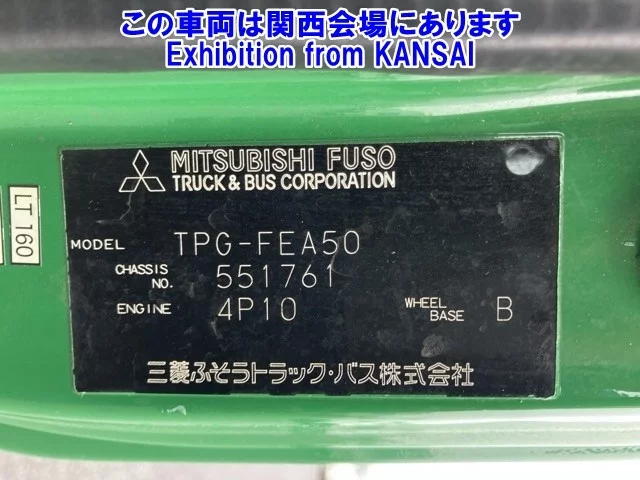 この車両は関西会場にあります
Exhibition from KANSAI
MITSUBISHI FUSO
TRUCK & BUS CORPORATION
LT 160
MODEL TPG-FEA50
CHASSIS NO. 551761
ENGINE 4P10 WHEEL BASE B
三菱ふそうトラック・バス株式会社